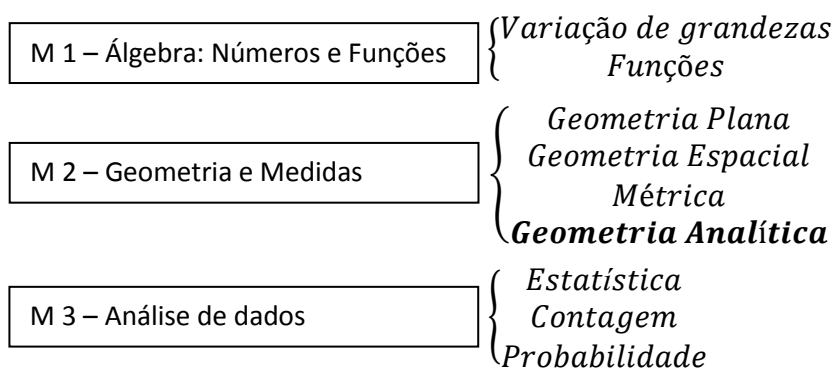 M 1 – Álgebra: Números e Funções
Variação de grandezas
Funções
M 2 – Geometria e Medidas
Geometria Plana
Geometria Espacial
Métrica
Geometria Analítica
M 3 – Análise de dados
Estatística
Contagem
Probabilidade